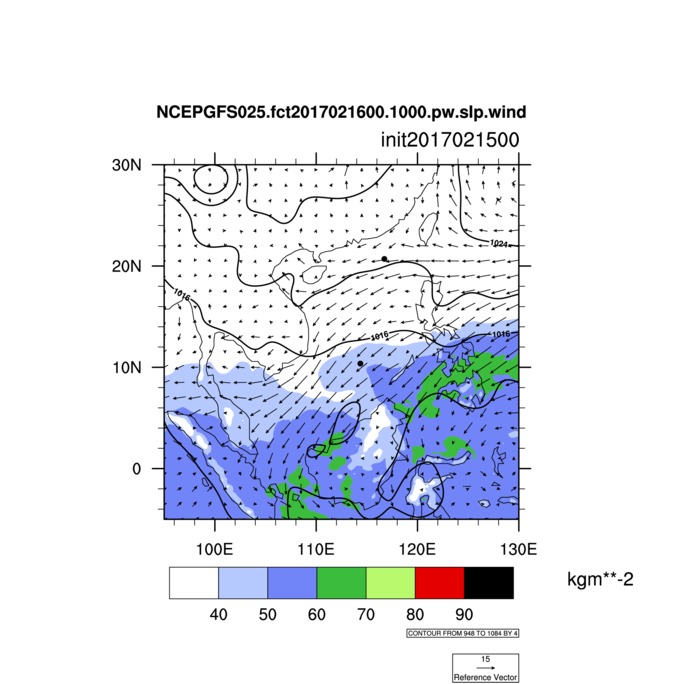 NCEPGFS025.fct2017021600.1000.pw.slp.wind
init2017021500
30N
1024
20N
1016
1016
1016
10N
0
100E 110E 120E 130E
kgm**-2
40 50 60 70 80 90
CONTOUR FROM 948 TO 1084 BY 4
15
Reference Vector